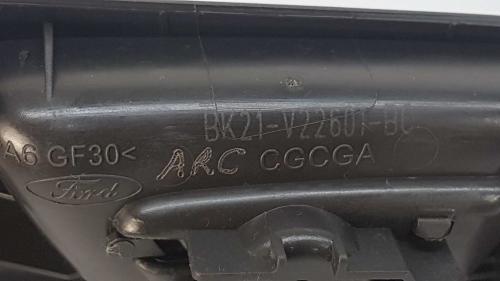 BK21-V22601-BC
A6 GF30< ARC CGCGA
Ford